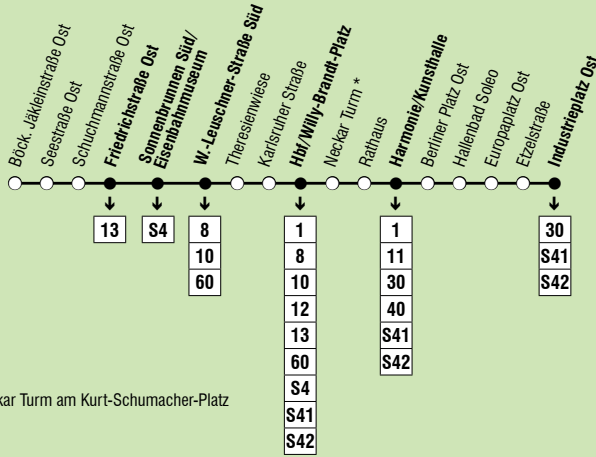 Böck. Jäkleinstraße Ost
Seestraße Ost
Schuchmannstraße Ost
Friedrichstraße Ost
Sonnenbrunnen Süd/
Eisenbahnmuseum
W.-Leuschner-Straße Süd
Theresienwiese
Karlsruher Straße
Hbf/Willy-Brandt-Platz
Neckar Turm *
Rathaus
Harmonie/Kunsthalle
Berliner Platz Ost
Hallenbad Soleo
Europaplatz Ost
Etzelstraße
Industrieplatz Ost
13
S4
8
10
60
1
8
10
12
13
60
S4
S41
S42
1
11
30
40
S41
S42
30
S41
S42
Turm am Kurt-Schumacher-Platz